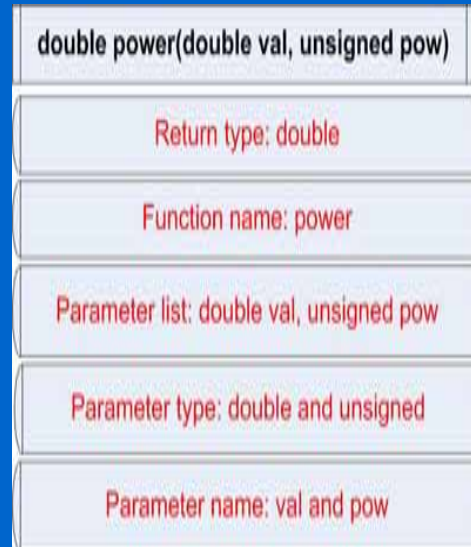 double power(double val, unsigned pow)
Return type: double
Function name: power
Parameter list: double val, unsigned pow
Parameter type: double and unsigned
Parameter name: val and pow